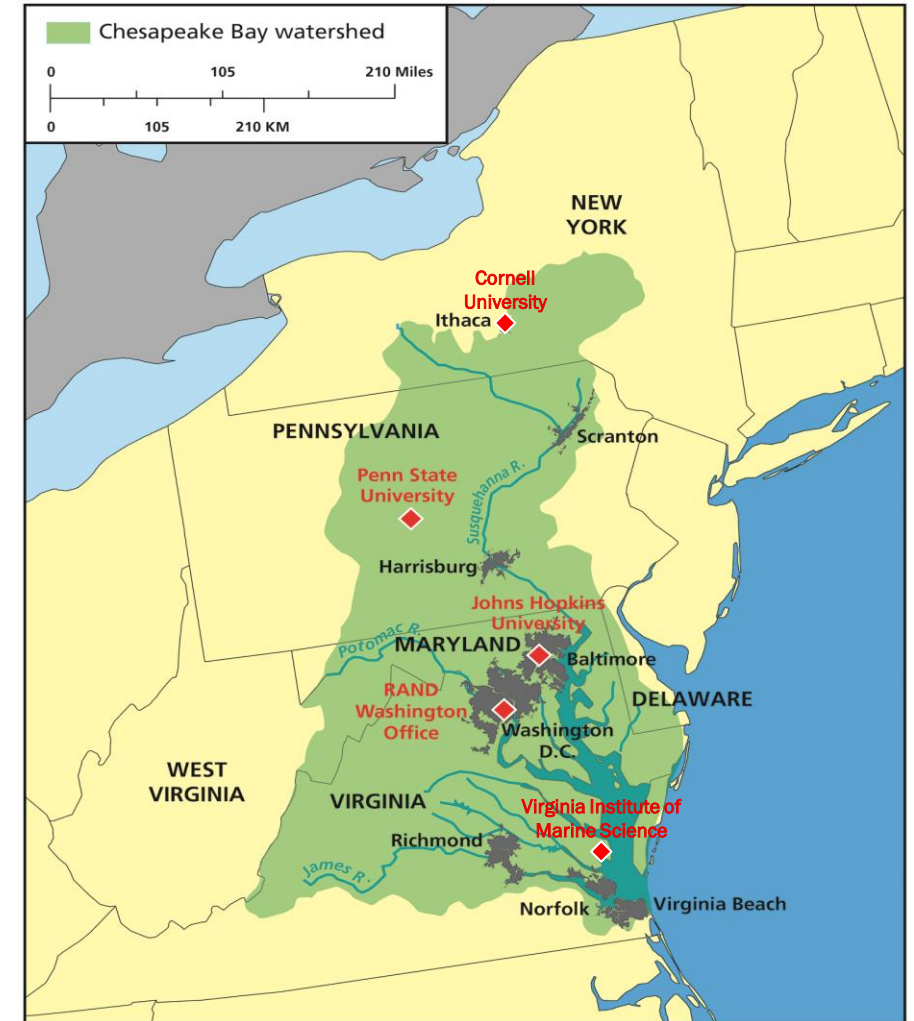 Chesapeake Bay watershed
0 105 210 Miles
0 105 210 KM
NEW
YORK
Cornell
University
Ithaca
PENNSYLVANIA
Scranton
Penn State
University
Susquehanna R.
Harrisburg
Johns Hopkins
University
Potomac R.
MARYLAND
Baltimore
RAND
Washington
Office
DELAWARE
Washington
D.C.
WEST
VIRGINIA
VIRGINIA
Virginia Institute of
Marine Science
Richmond
James R.
Norfolk
Virginia Beach